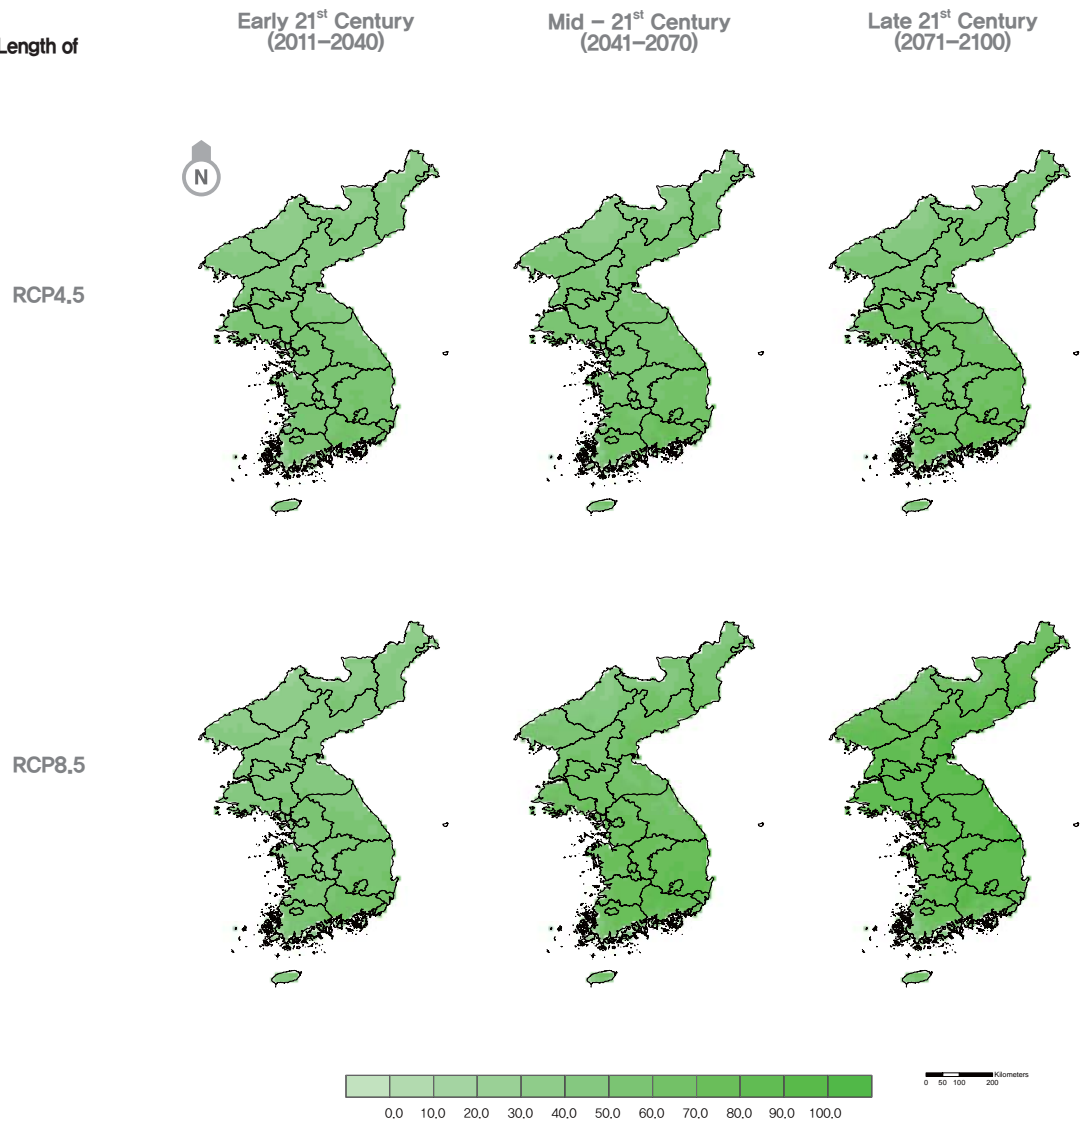 Early 21st Century
(2011–2040)
Mid – 21st Century
(2041–2070)
Late 21st Century
(2071–2100)
Length of
N
RCP4.5
RCP8.5
0.0 10.0 20.0 30.0 40.0 50.0 60.0 70.0 80.0 90.0 100.0
Kilometers
0 50 100 200